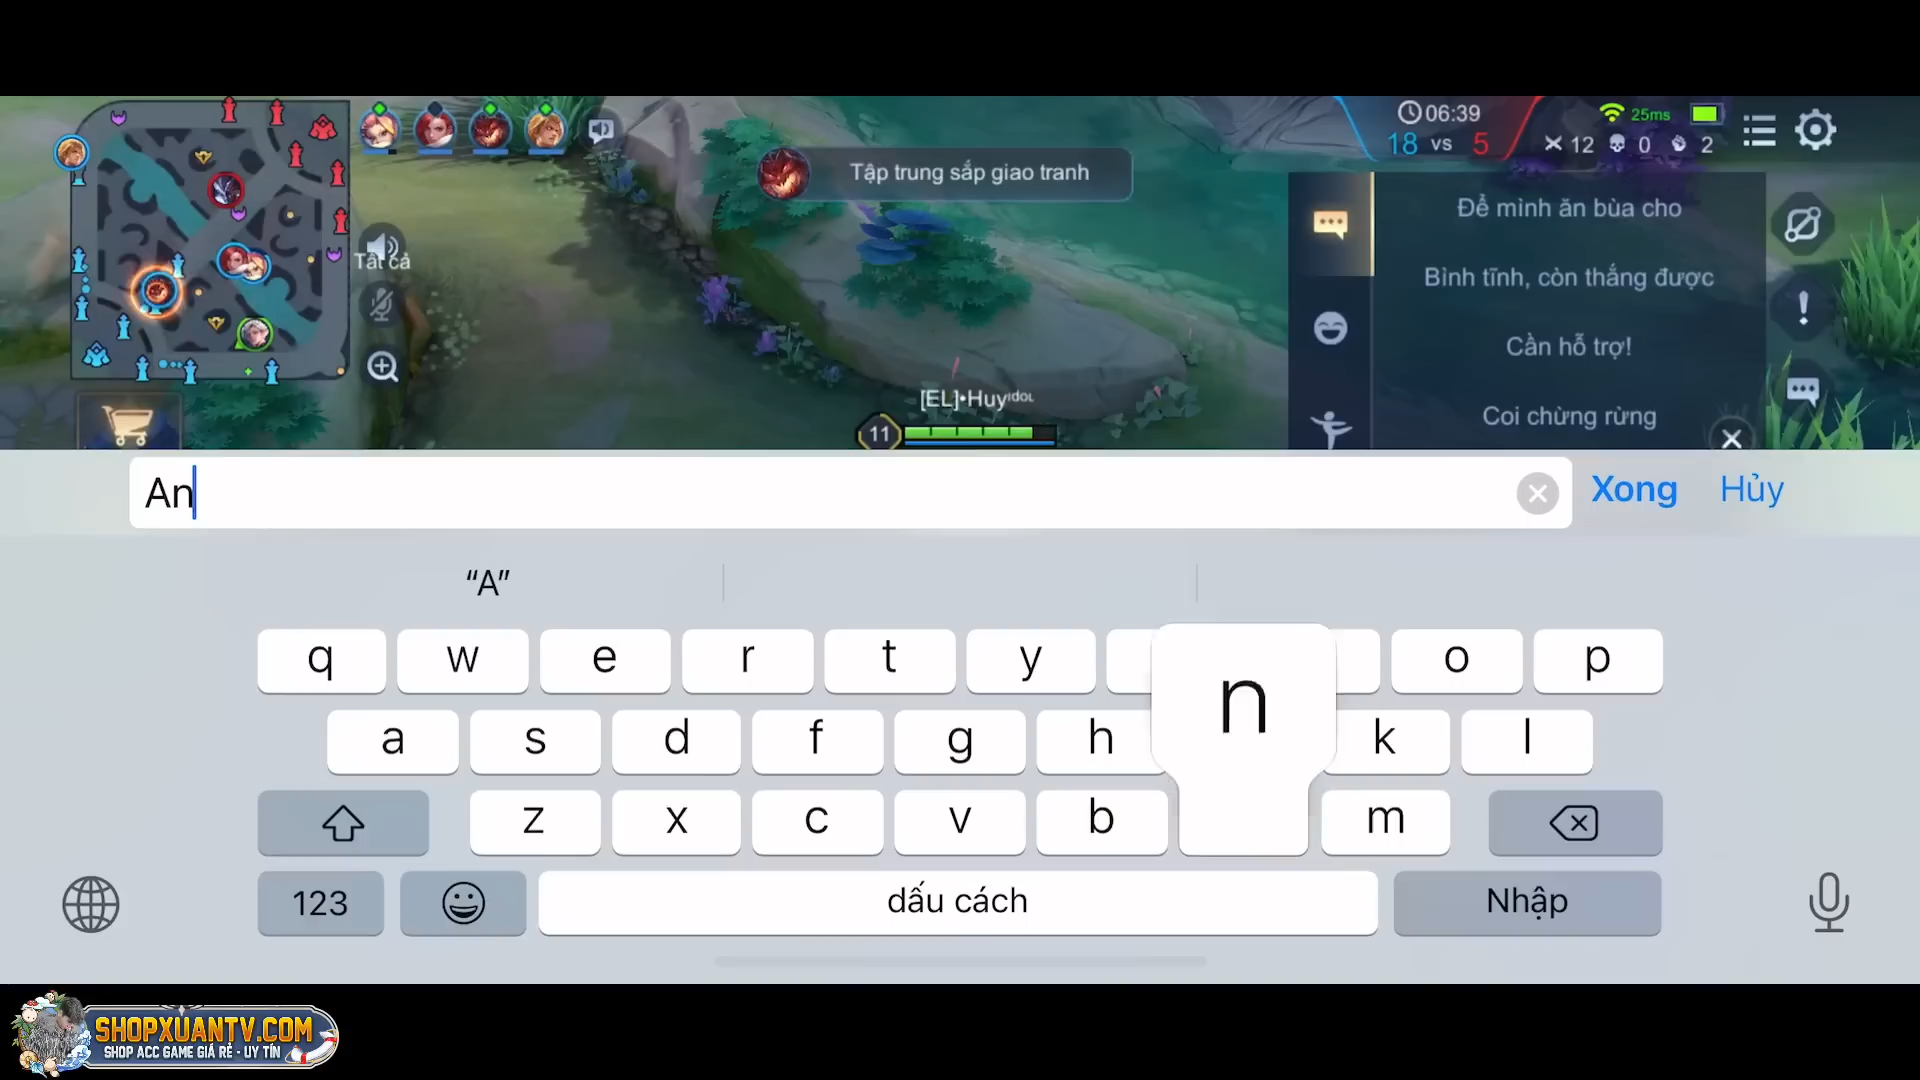 06:39
25ms
18 vs 5
12 0 2
Tập trung sắp giao tranh
Tất cả
Để mình ăn bùa cho
Bình tĩnh, còn thắng được
Cần hỗ trợ!
Coi chừng rừng
[EL]•Huyᶦᵈᵒᴸ
11
An
Xong Hủy
“A”
q w e r t y o p
a s d f g h k l
n
z x c v b m
123 dấu cách Nhập
SHOPXUANTV.COM
SHOP ACC GAME GIÁ RẺ - UY TÍN